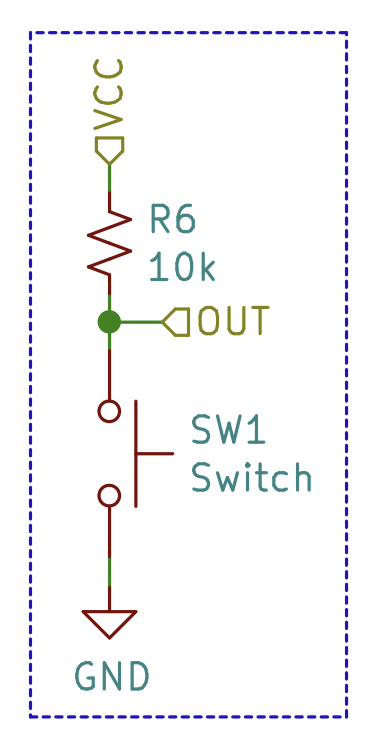 VCC
R6
10k
OUT
SW1
Switch
GND